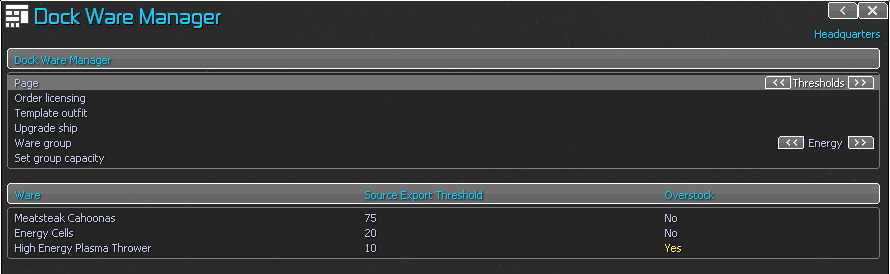 Dock Ware Manager
Headquarters
Dock Ware Manager
Page << Thresholds >>
Order licensing
Template outfit
Upgrade ship
Ware group << Energy >>
Set group capacity
Ware Source Export Threshold Overstock
Meatsteak Cahoonas 75 No
Energy Cells 20 No
High Energy Plasma Thrower 10 Yes